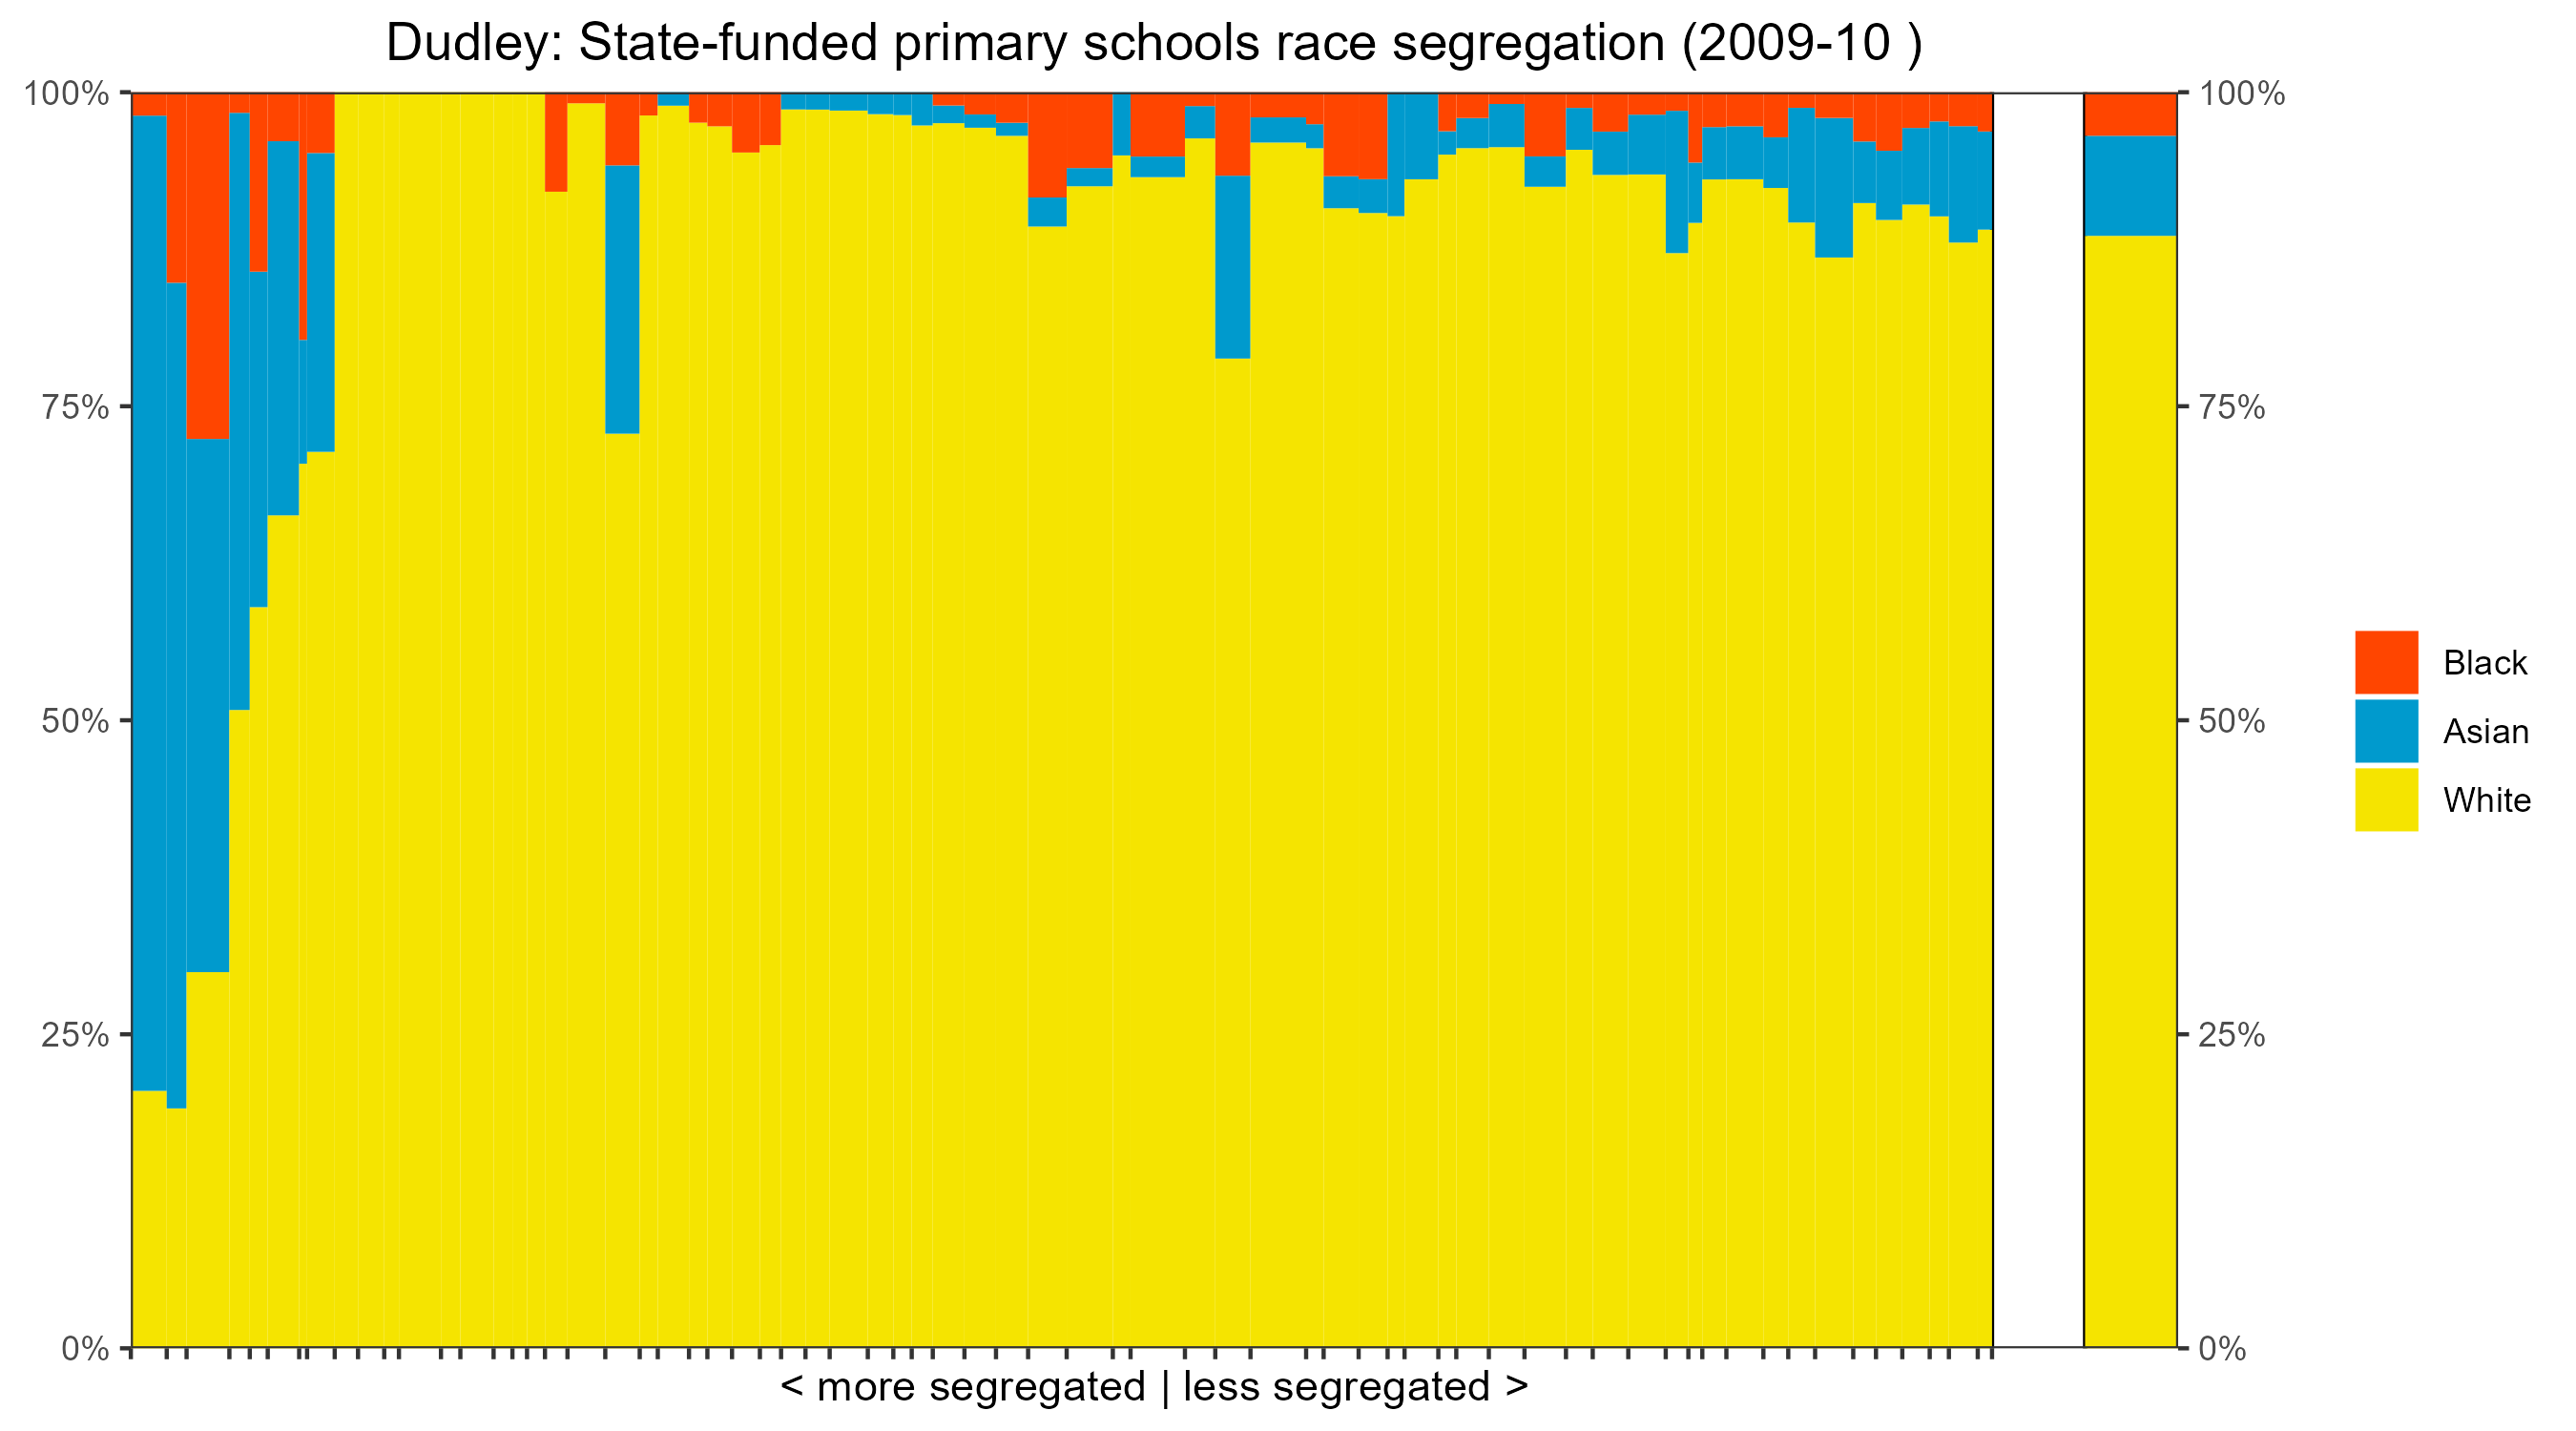 Dudley: State-funded primary schools race segregation (2009-10 )
100%
75%
50%
25%
0%
100%
75%
50%
25%
0%
< more segregated | less segregated >
Black
Asian
White